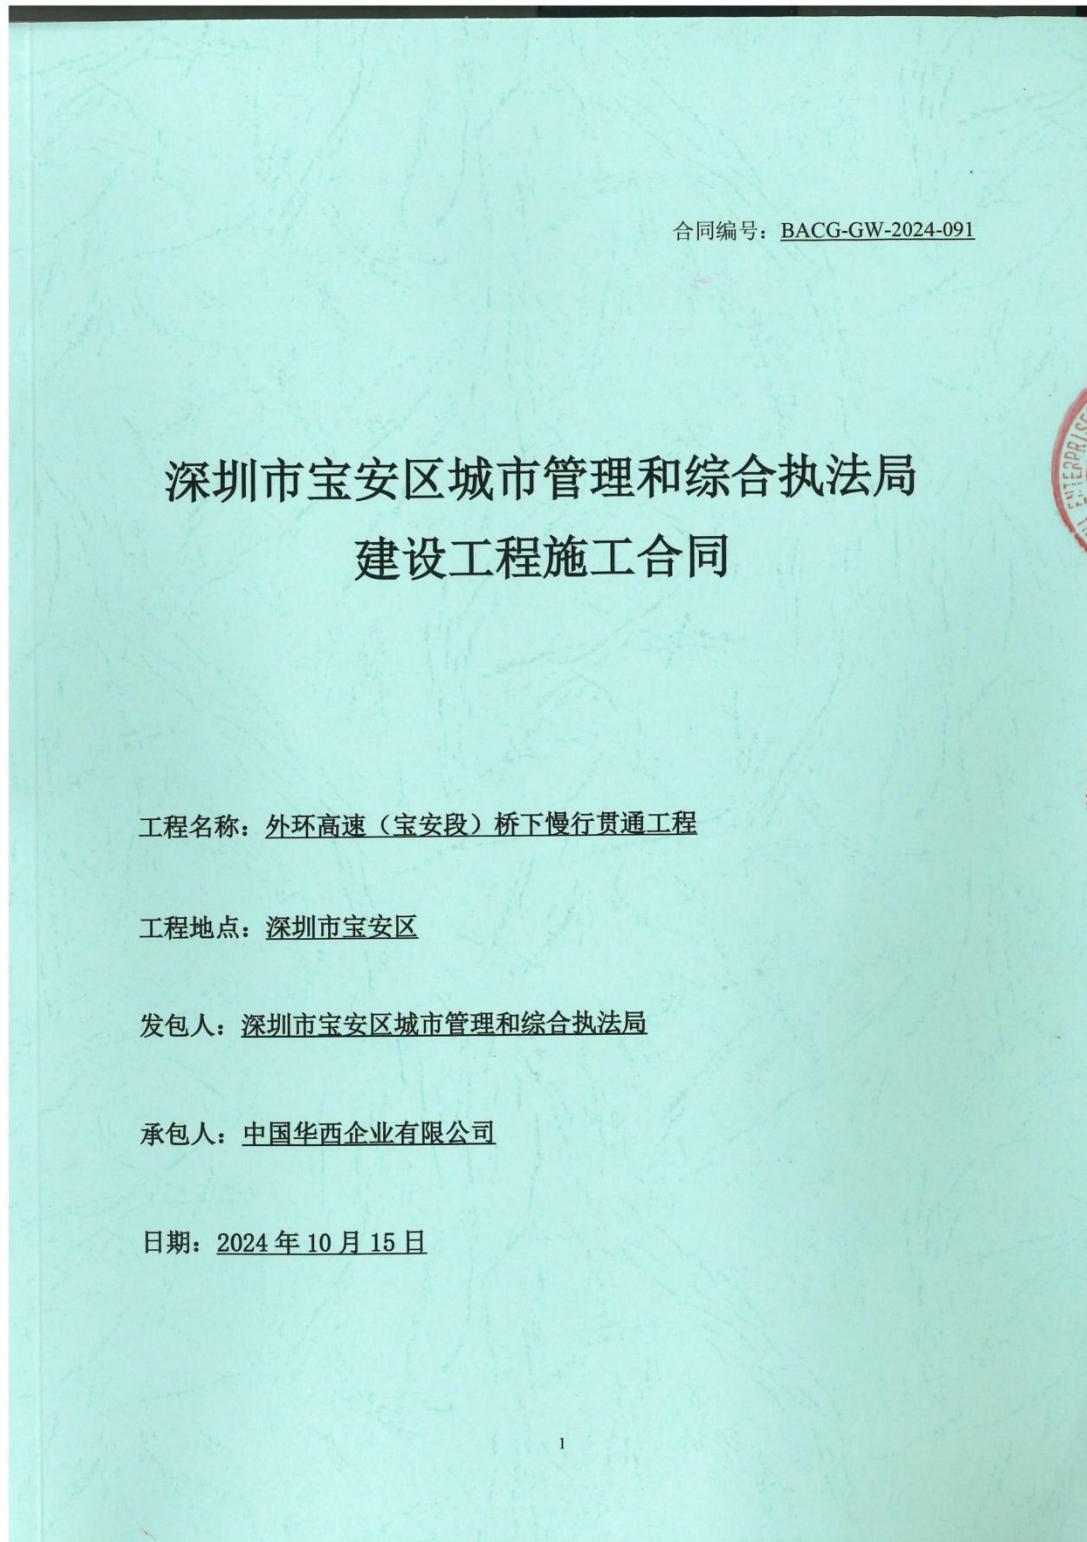 合同编号：BACG-GW-2024-091
ENTERPRISE
深圳市宝安区城市管理和综合执法局
建设工程施工合同
工程名称：外环高速（宝安段）桥下慢行贯通工程
工程地点：深圳市宝安区
发包人：深圳市宝安区城市管理和综合执法局
承包人：中国华西企业有限公司
日期：2024年10月15日
1